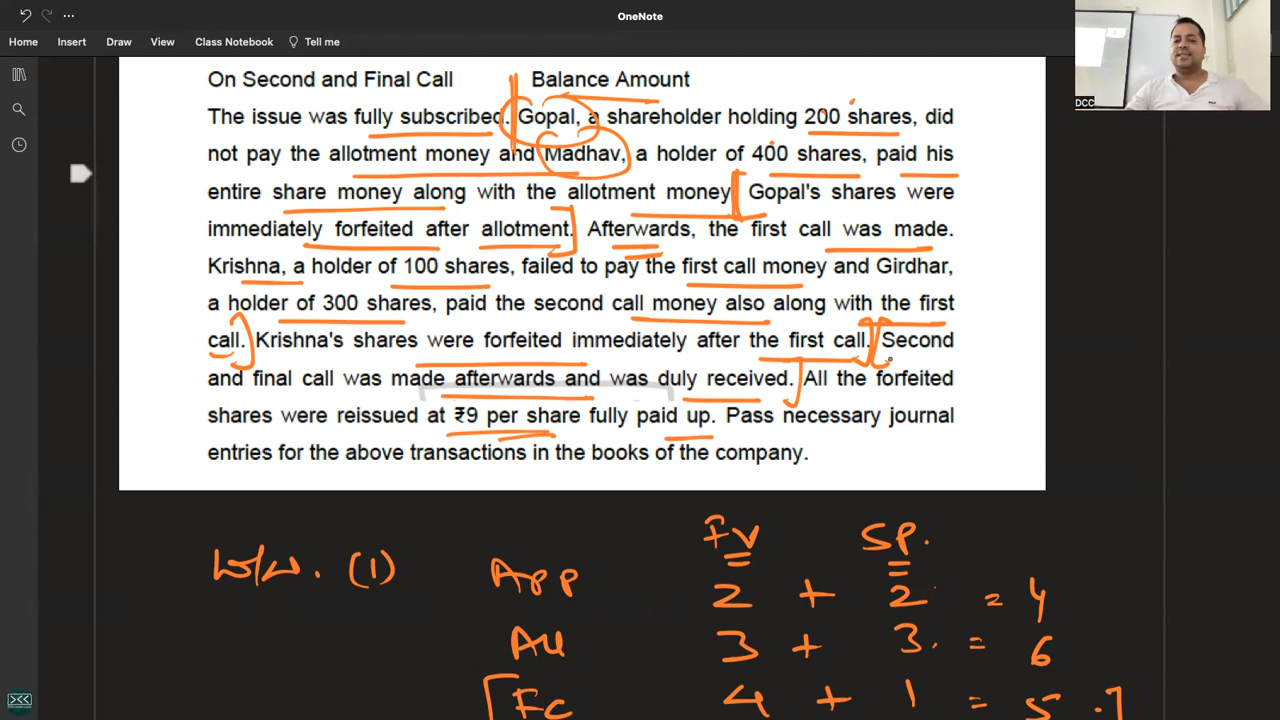 OneNote
Home Insert Draw View Class Notebook Tell me
DCC
On Second and Final Call Balance Amount
The issue was fully subscribed. Gopal, a shareholder holding 200 shares, did
not pay the allotment money and Madhav, a holder of 400 shares, paid his
entire share money along with the allotment money. Gopal's shares were
immediately forfeited after allotment. Afterwards, the first call was made.
Krishna, a holder of 100 shares, failed to pay the first call money and Girdhar,
a holder of 300 shares, paid the second call money also along with the first
call. Krishna's shares were forfeited immediately after the first call. Second
and final call was made afterwards and was duly received. All the forfeited
shares were reissued at ₹9 per share fully paid up. Pass necessary journal
entries for the above transactions in the books of the company.
FV SP.
W/N. (1) App 2 + 2 = 4
All 3 + 3. = 6
[FC 4 + 1 = 5 .]